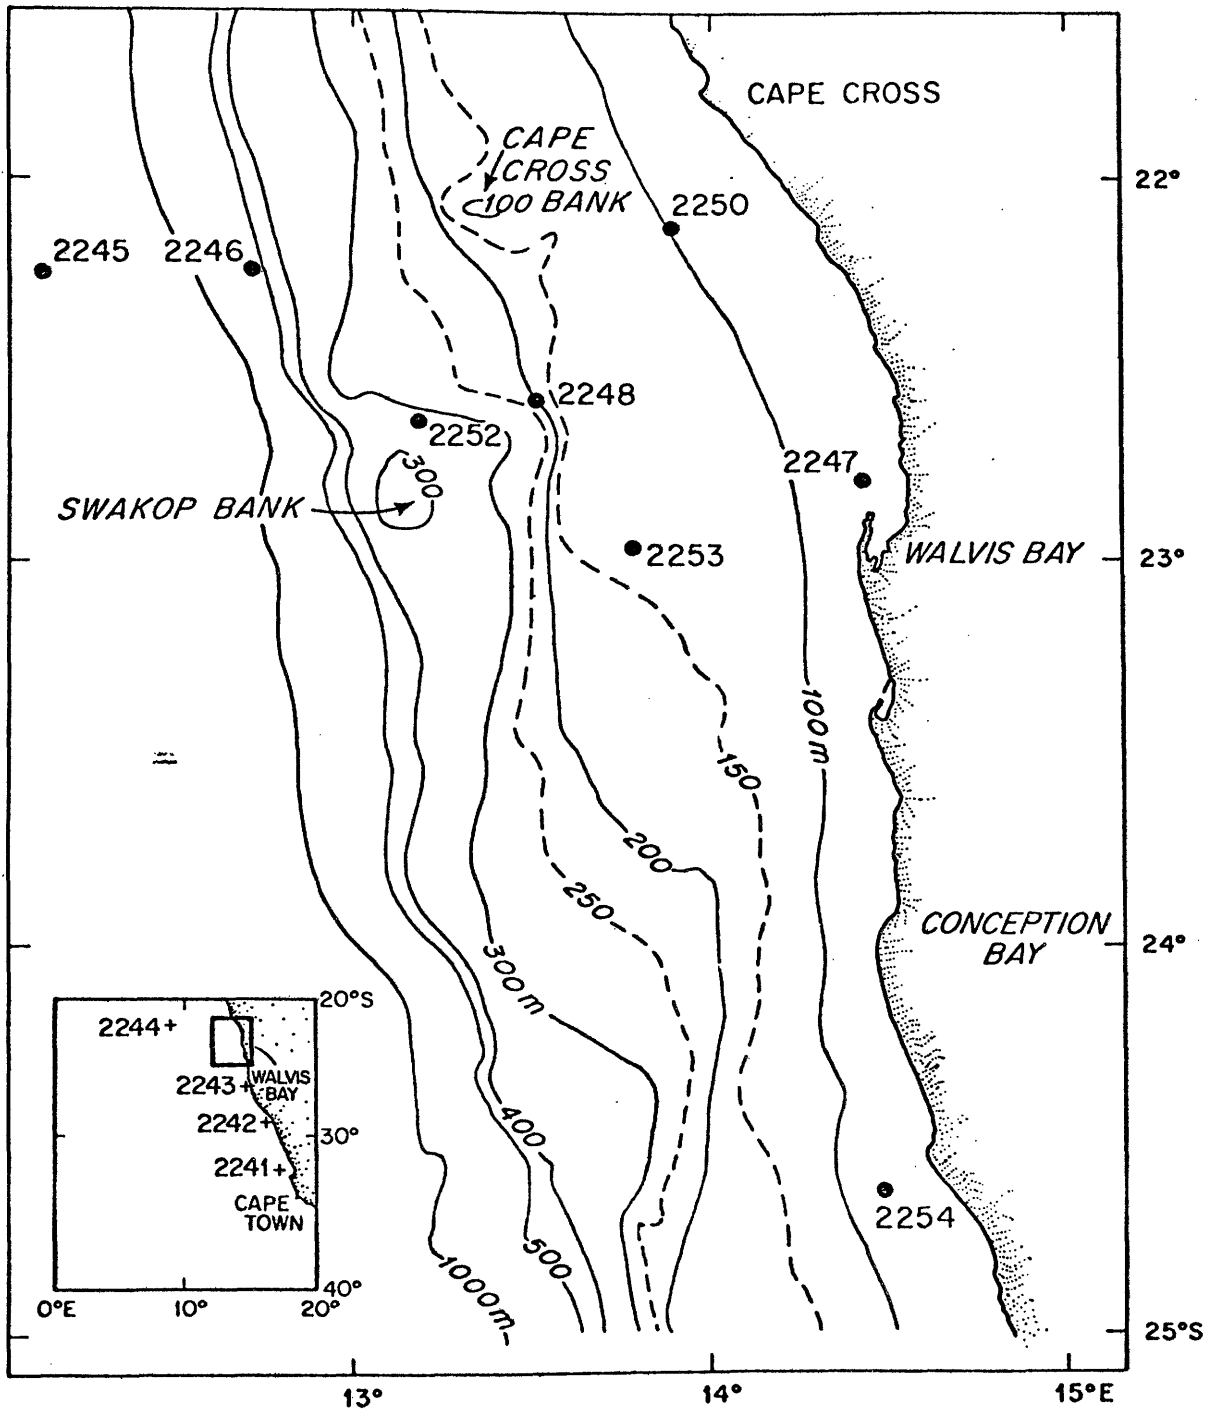 CAPE CROSS
CAPE
CROSS
100 BANK
22°
2250
2245
2246
2248
2252
300
2247
SWAKOP BANK
2253
WALVIS BAY
23°
100m
150
200
250
CONCEPTION
BAY
24°
300m
20°S
2244+
WALVIS
BAY
2243+
2242+
30°
2241+
CAPE
TOWN
40°
0°E
10°
20°
400
500
1000m
2254
25°S
13°
14°
15°E